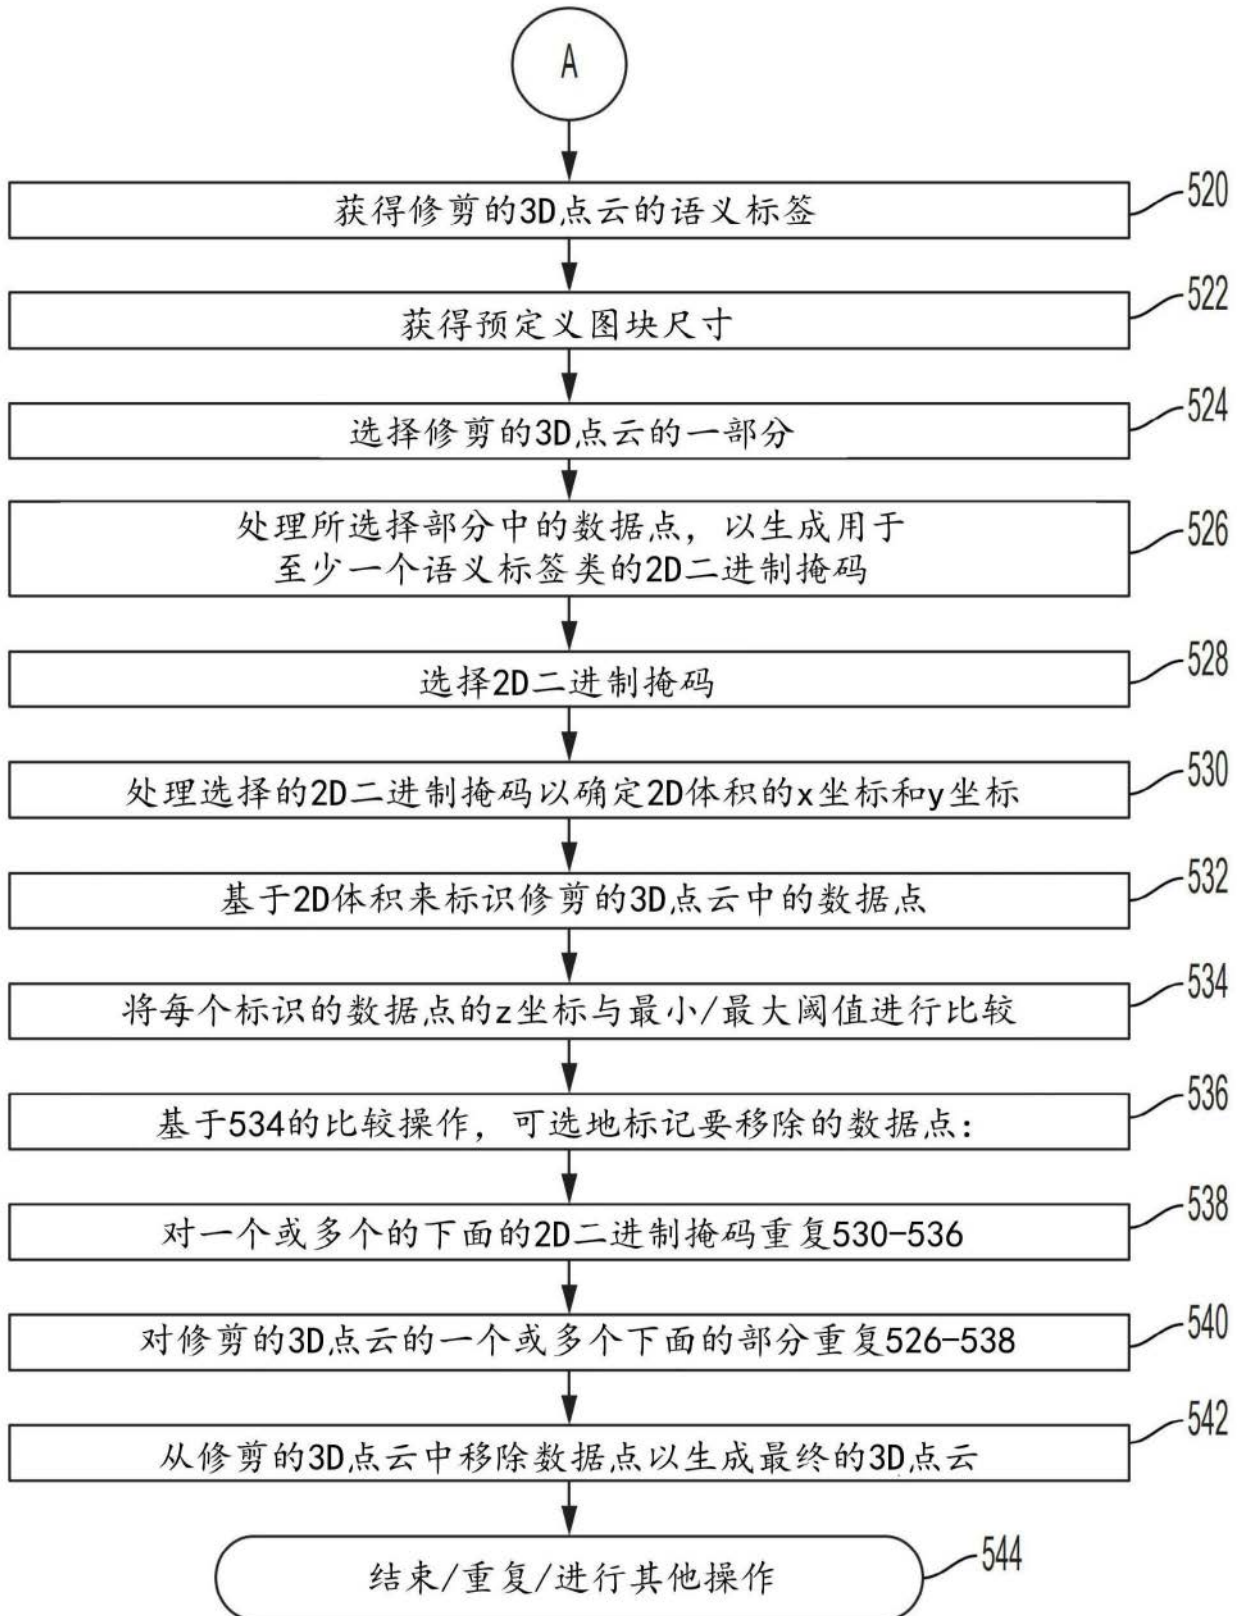 A
获得修剪的3D点云的语义标签
520
获得预定义图块尺寸
522
选择修剪的3D点云的一部分
524
处理所选择部分中的数据点，以生成用于
至少一个语义标签类的2D二进制掩码
526
选择2D二进制掩码
528
处理选择的2D二进制掩码以确定2D体积的x坐标和y坐标
530
基于2D体积来标识修剪的3D点云中的数据点
532
将每个标识的数据点的z坐标与最小/最大阈值进行比较
534
基于534的比较操作，可选地标记要移除的数据点：
536
对一个或多个的下面的2D二进制掩码重复530-536
538
对修剪的3D点云的一个或多个下面的部分重复526-538
540
从修剪的3D点云中移除数据点以生成最终的3D点云
542
结束/重复/进行其他操作
544